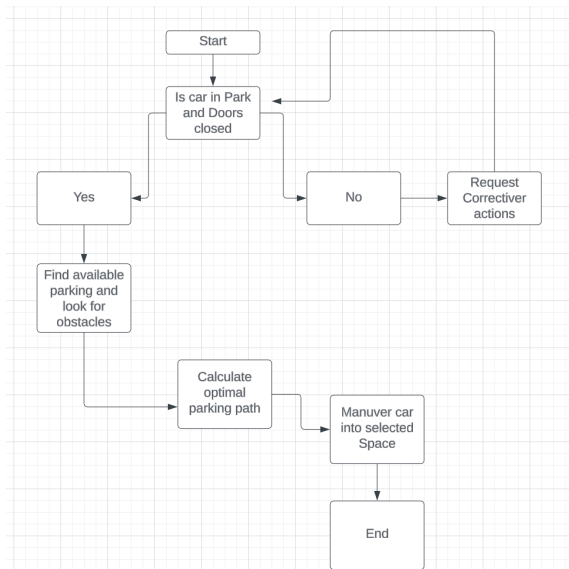 Start
Is car in Park
and Doors
closed
Yes
No
Request
Correctiver
actions
Find available
parking and
look for
obstacles
Calculate
optimal
parking path
Manuver car
into selected
Space
End